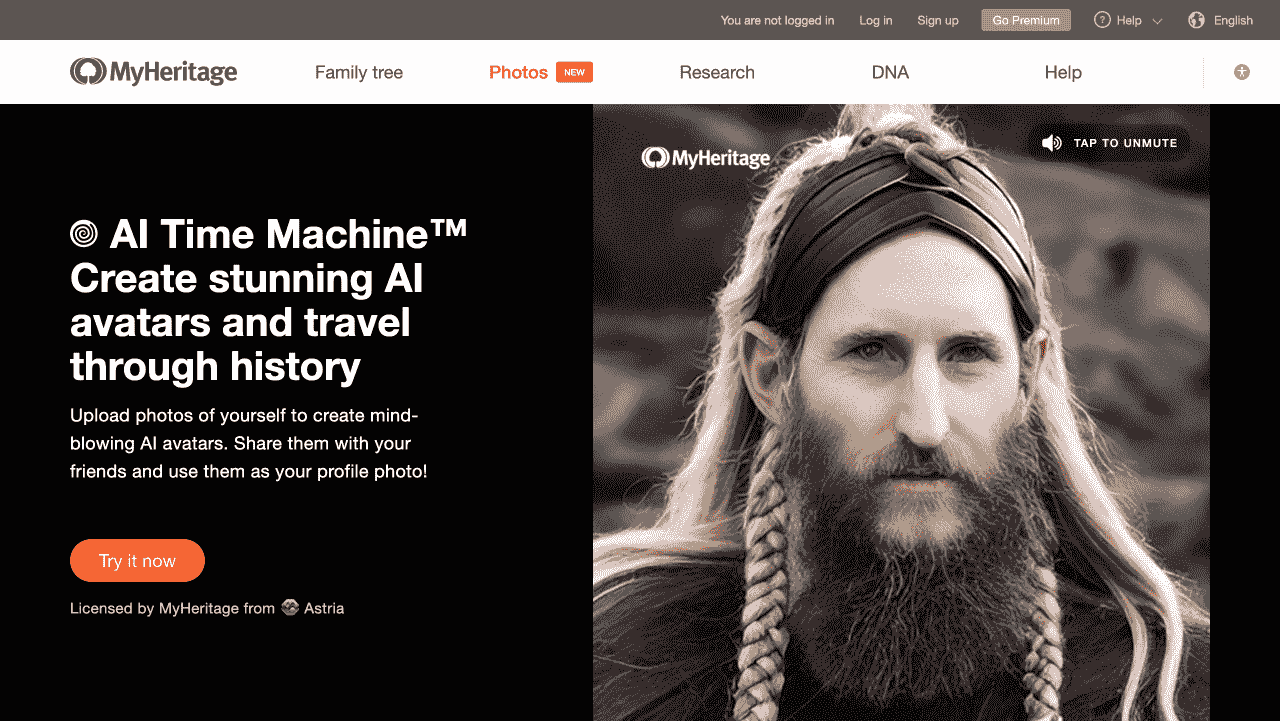 You are not logged in Log in Sign up Go Premium ? Help English
MyHeritage Family tree Photos NEW Research DNA Help
MyHeritage
TAP TO UNMUTE
AI Time Machine™
Create stunning AI
avatars and travel
through history
Upload photos of yourself to create mind-
blowing AI avatars. Share them with your
friends and use them as your profile photo!
Try it now
Licensed by MyHeritage from Astria